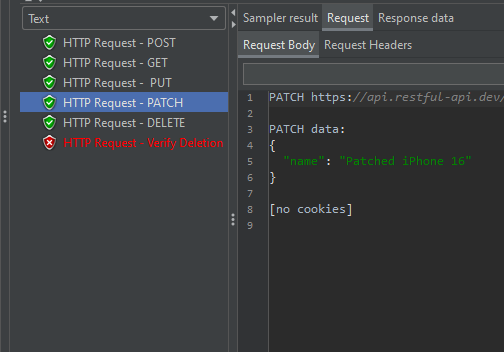 Text
HTTP Request - POST
HTTP Request - GET
HTTP Request -  PUT
HTTP Request - PATCH
HTTP Request - DELETE
HTTP Request - Verify Deletion
Sampler result Request Response data
Request Body Request Headers
1 PATCH https://api.restful-api.dev/
2
3 PATCH data:
4 {
5   "name": "Patched iPhone 16"
6 }
7
8 [no cookies]
9